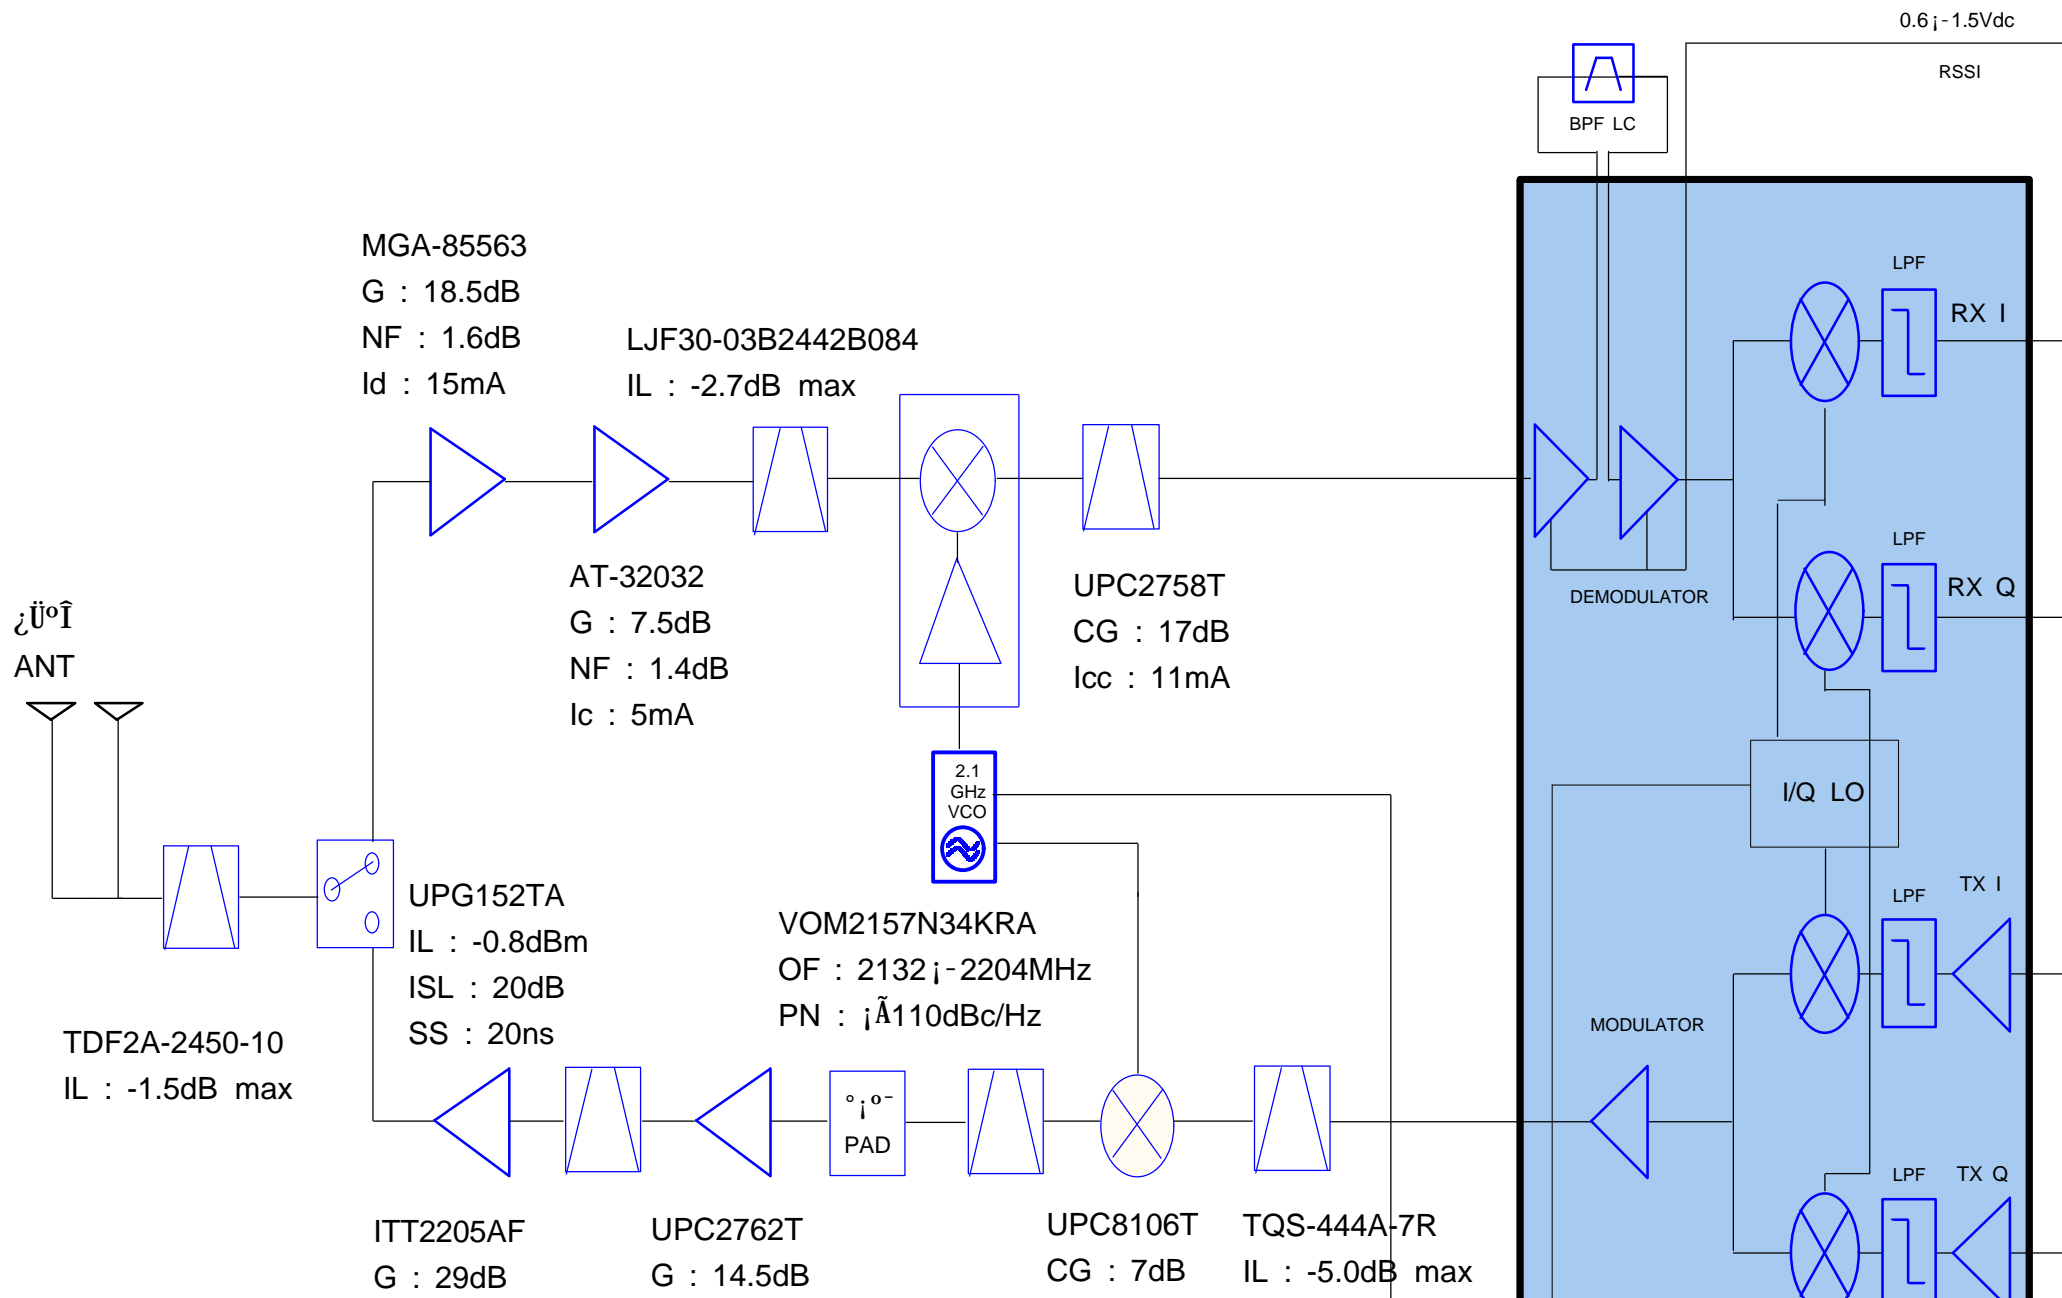 0.6¡­1.5Vdc
RSSI
BPF LC
MGA-85563
G : 18.5dB
NF : 1.6dB
Id : 15mA
LJF30-03B2442B084
IL : -2.7dB max
LPF
RX I
AT-32032
G : 7.5dB
NF : 1.4dB
Ic : 5mA
UPC2758T
CG : 17dB
Icc : 11mA
DEMODULATOR
LPF
RX Q
¿ÜºÎ
ANT
2.1
GHz
VCO
I/Q LO
UPG152TA
IL : -0.8dBm
ISL : 20dB
SS : 20ns
VOM2157N34KRA
OF : 2132¡­2204MHz
PN : ¡Ã110dBc/Hz
LPF
TX I
MODULATOR
TDF2A-2450-10
IL : -1.5dB max
°¡º¯
PAD
LPF
TX Q
ITT2205AF
G : 29dB
UPC2762T
G : 14.5dB
UPC8106T
CG : 7dB
TQS-444A-7R
IL : -5.0dB max